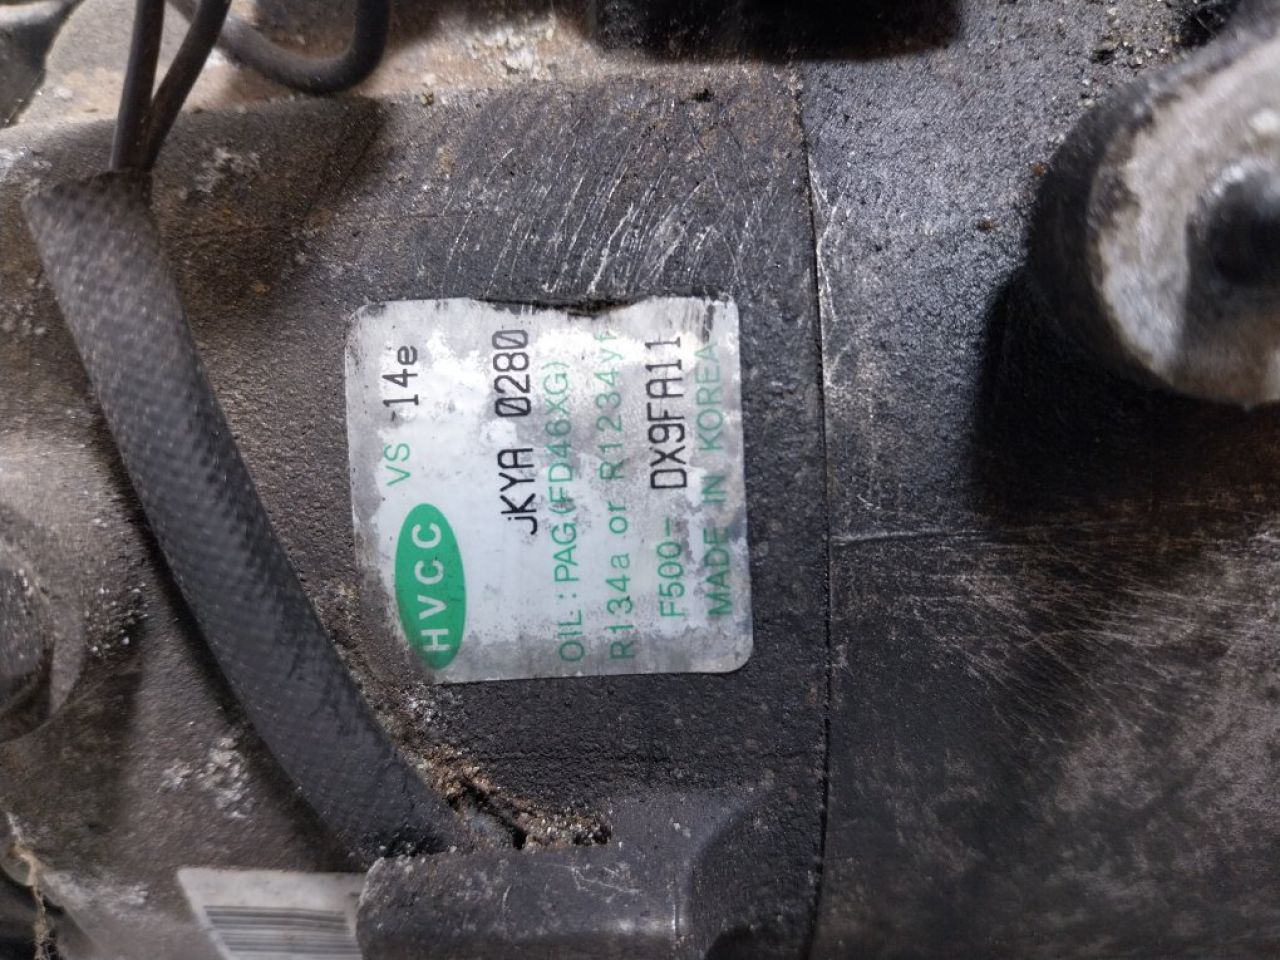 HVCC VS -14e
jKYA 0280
OIL : PAG(FD46XG)
R134a or R1234yf
F500- DX9FA11
MADE IN KOREA